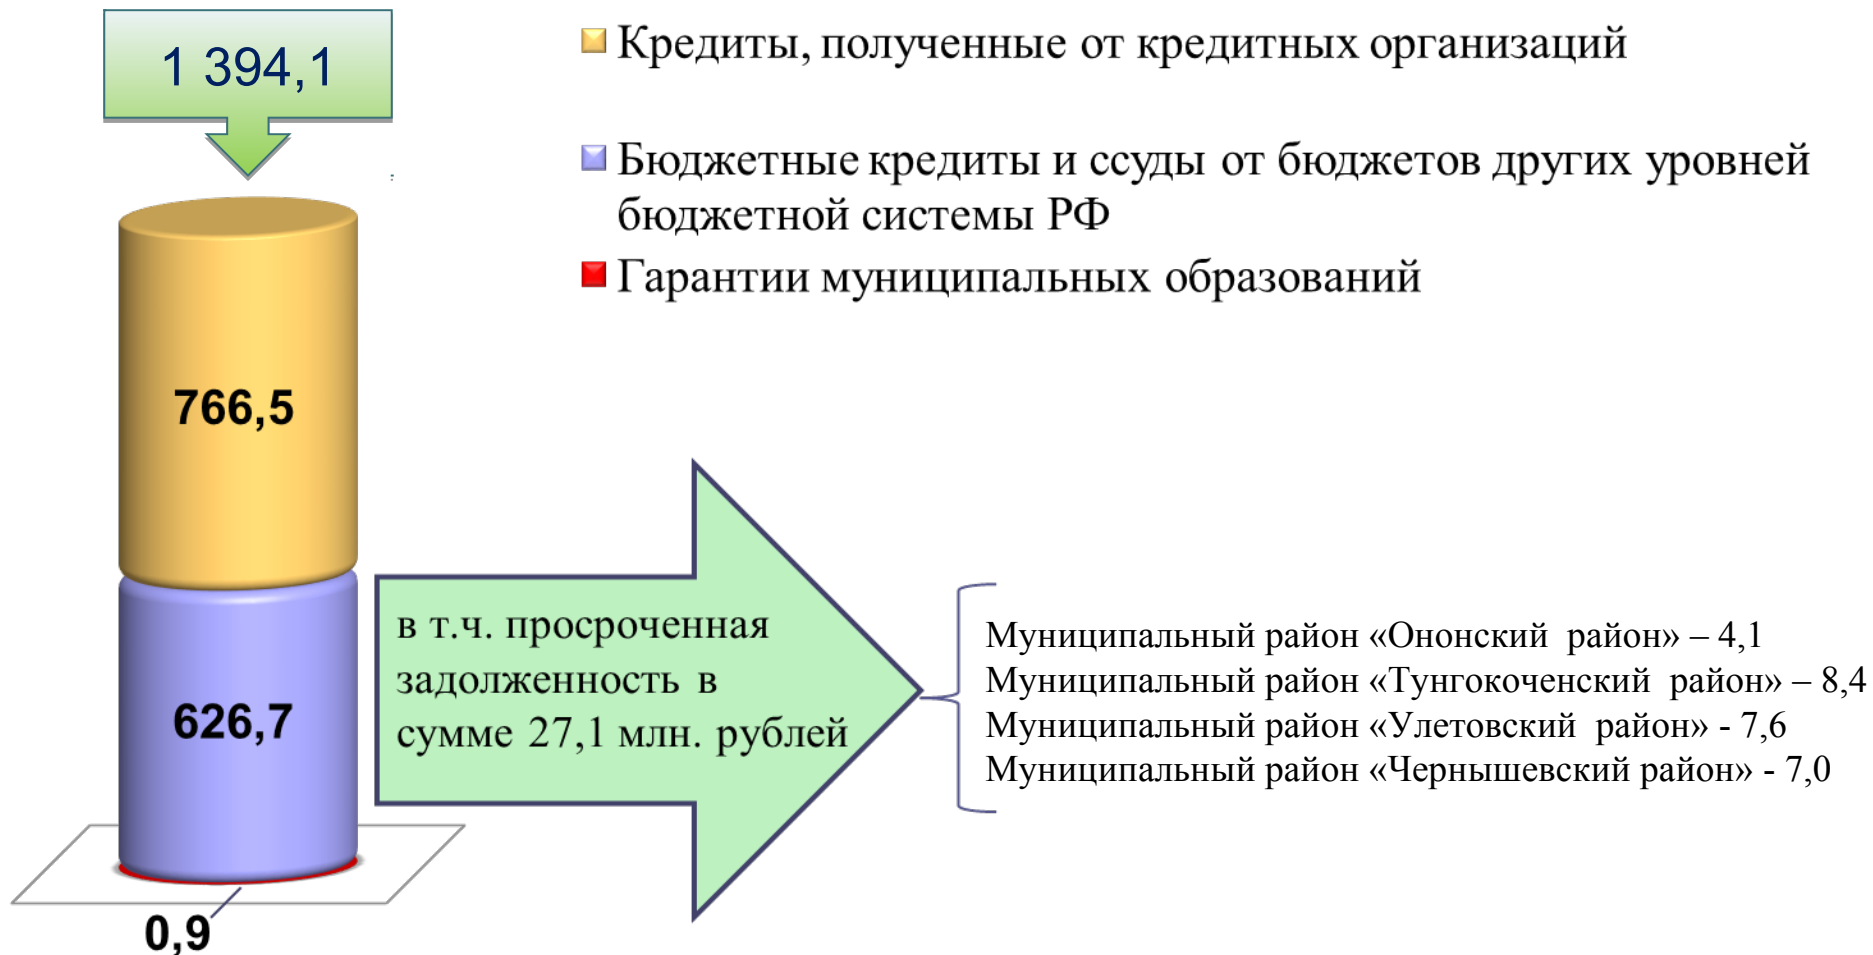 1 394,1
Кредиты, полученные от кредитных организаций
Бюджетные кредиты и ссуды от бюджетов других уровней
бюджетной системы РФ
Гарантии муниципальных образований
766,5
626,7
0,9
в т.ч. просроченная
задолженность в
сумме 27,1 млн. рублей
Муниципальный район «Ононский район» – 4,1
Муниципальный район «Тунгокоченский район» – 8,4
Муниципальный район «Улетовский район» - 7,6
Муниципальный район «Чернышевский район» - 7,0